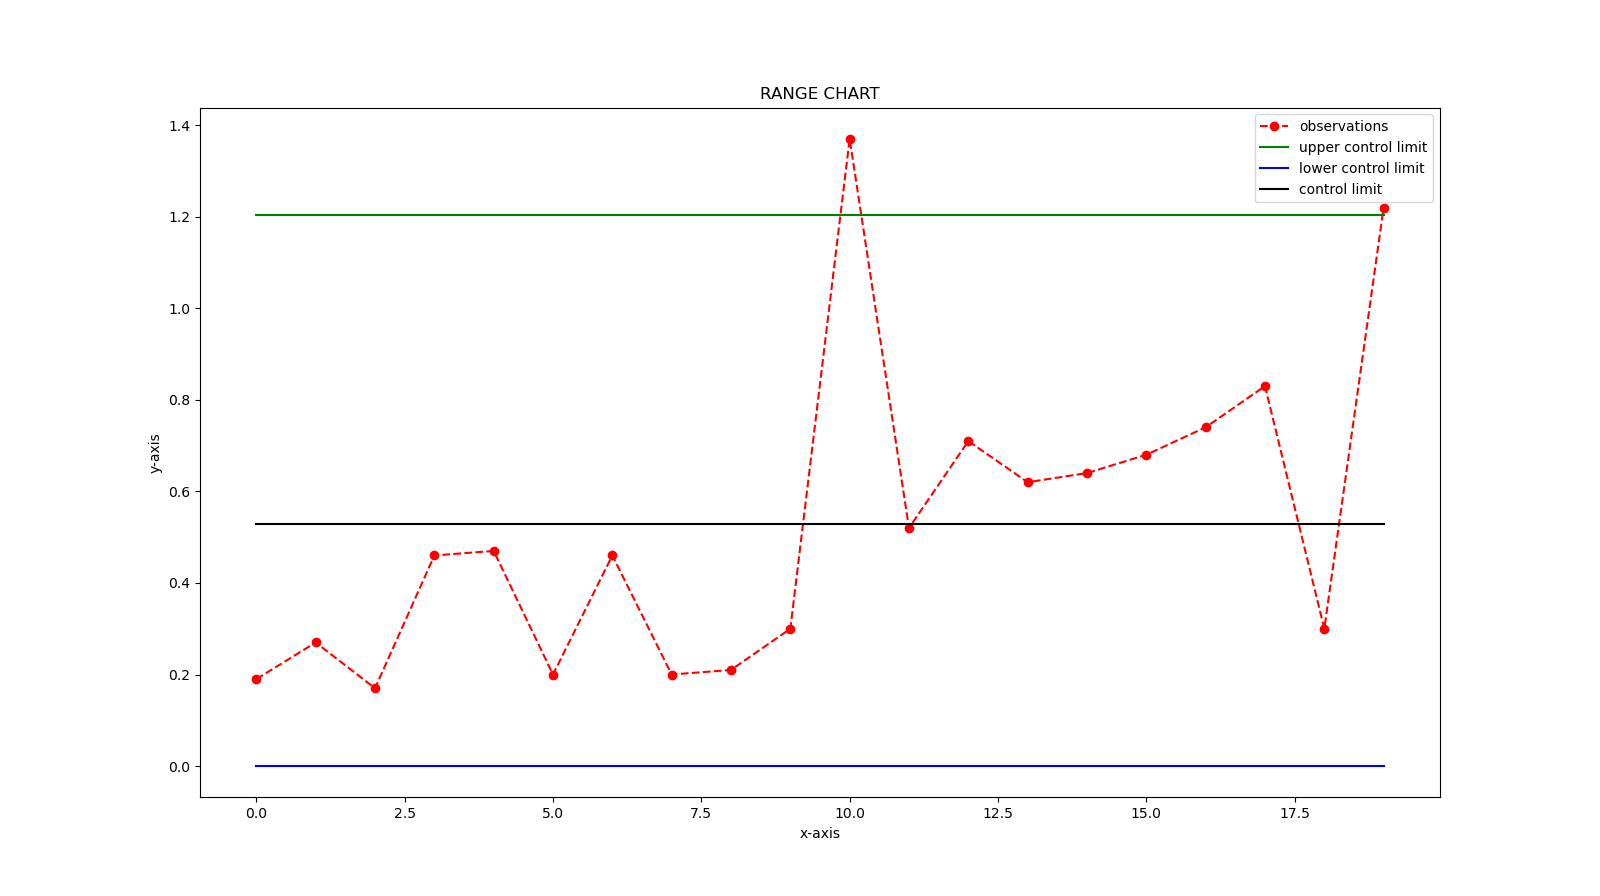 RANGE CHART
observations
upper control limit
lower control limit
control limit
1.4
1.2
1.0
0.8
0.6
0.4
0.2
0.0
y-axis
0.0 2.5 5.0 7.5 10.0 12.5 15.0 17.5
x-axis